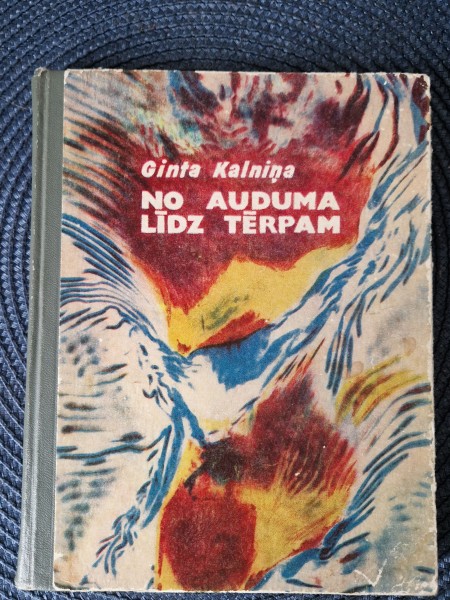 Ginta Kalniņa
NO AUDUMA
LĪDZ TĒRPAM